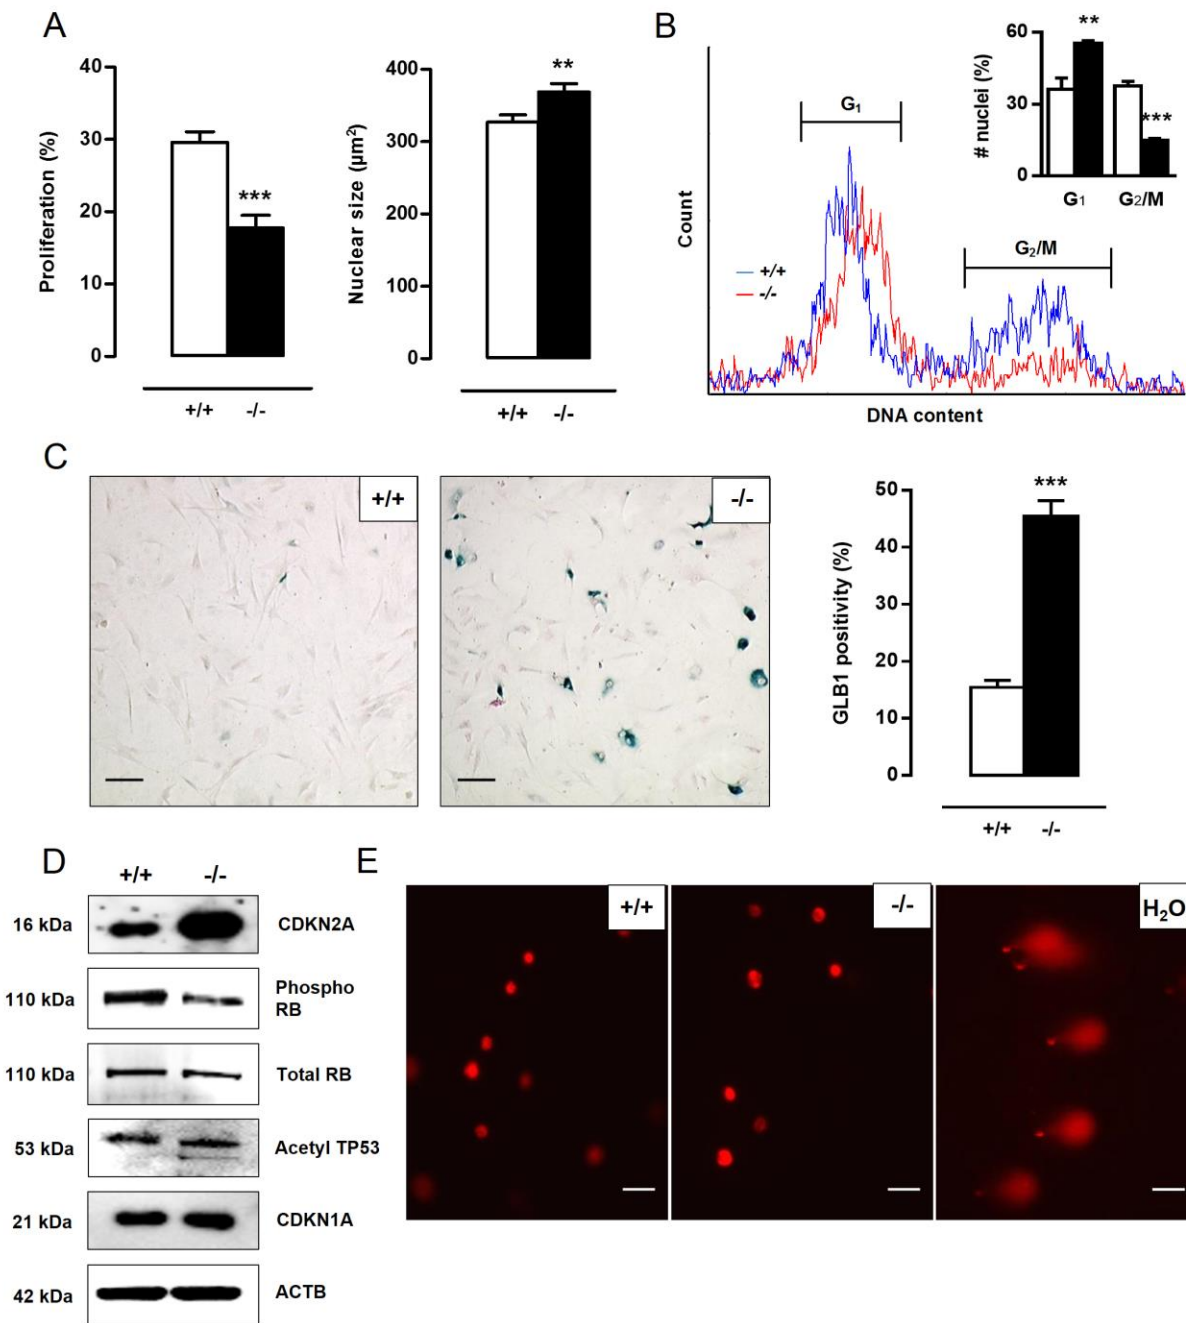 A
Proliferation (%)
40
30
20
10
0
***
+/+ -/-
Nuclear size (µm²)
400
300
200
100
0
**
+/+ -/-
B
Count
G₁
G₂/M
+/+
-/-
DNA content
# nuclei (%)
60
30
0
**
***
G₁ G₂/M
C
+/+
-/-
GLB1 positivity (%)
50
40
30
20
10
0
***
+/+ -/-
D
+/+ -/-
16 kDa CDKN2A
110 kDa Phospho
RB
110 kDa Total RB
53 kDa Acetyl TP53
21 kDa CDKN1A
42 kDa ACTB
E
+/+
-/-
H₂O